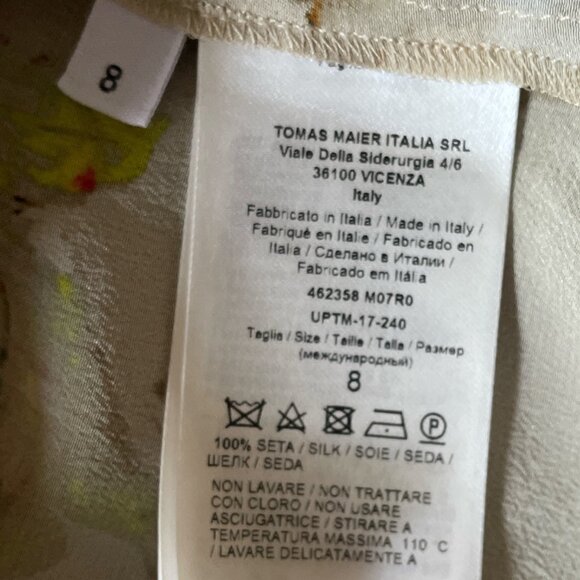 8
TOMAS MAIER ITALIA SRL
Viale Della Siderurgia 4/6
36100 VICENZA
Italy
Fabbricato in Italia / Made in Italy /
Fabriqué en Italie / Fabricado en
Italia / Сделано в Италии /
Fabricado em Itália
462358 M07R0
UPTM-17-240
Taglia / Size / Taille / Talla / Размер
(международный)
8
P
100% SETA / SILK / SOIE / SEDA /
ШЕЛК / SEDA
NON LAVARE / NON TRATTARE
CON CLORO / NON USARE
ASCIUGATRICE / STIRARE A
TEMPERATURA MASSIMA 110 C
/ LAVARE DELICATAMENTE A